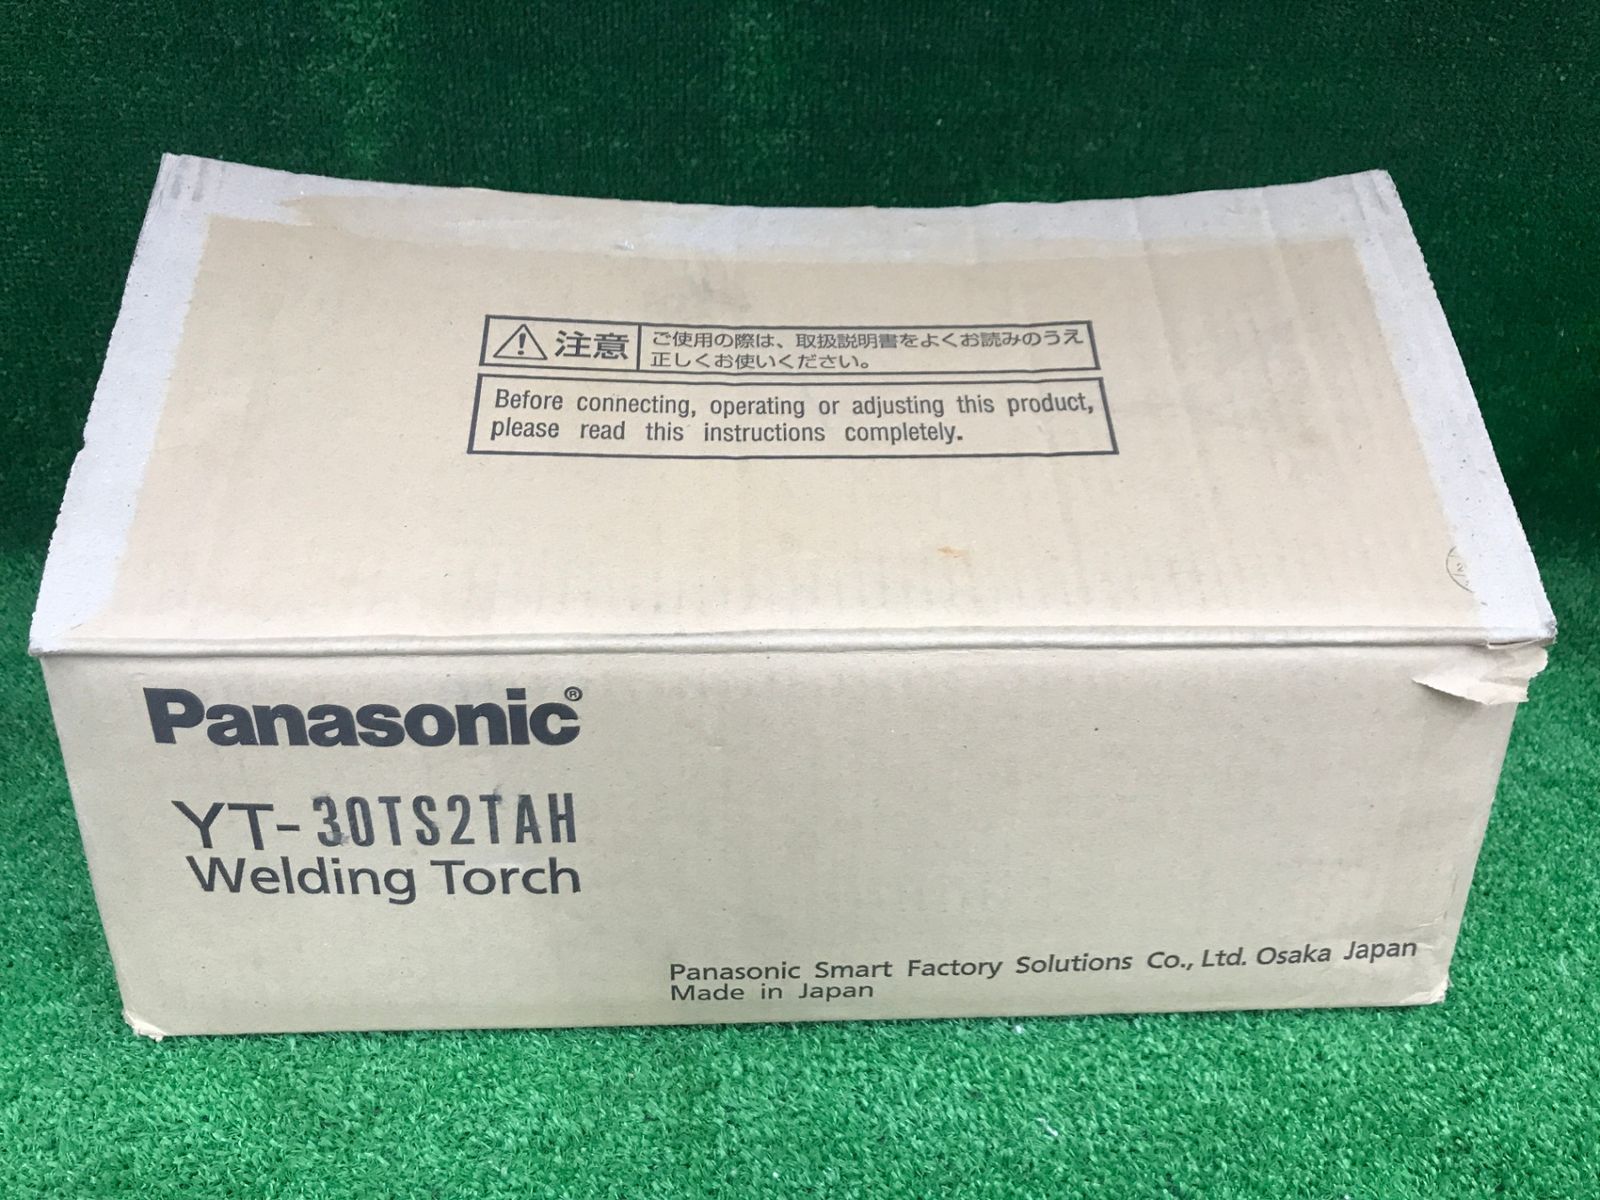 注意
ご使用の際は、取扱説明書をよくお読みのうえ
正しくお使いください。
Before connecting, operating or adjusting this product,
please read this instructions completely.
Panasonic®
YT-30TS2TAH
Welding Torch
Panasonic Smart Factory Solutions Co., Ltd. Osaka Japan
Made in Japan